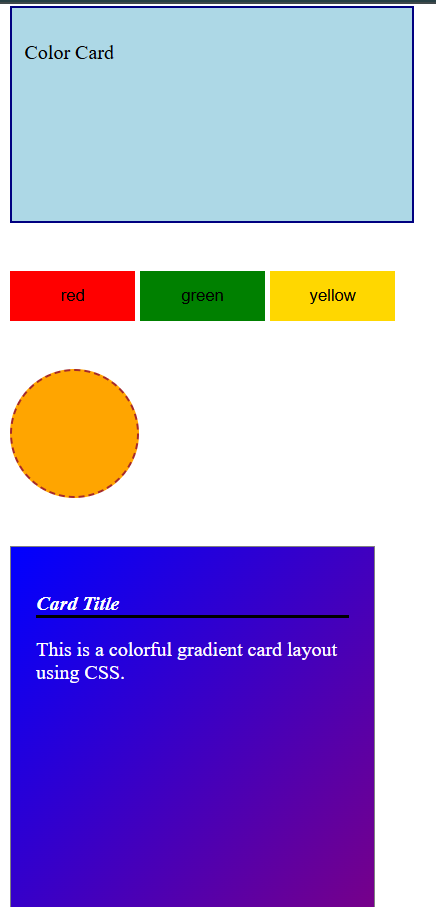 Color Card
red green yellow
Card Title
This is a colorful gradient card layout
using CSS.